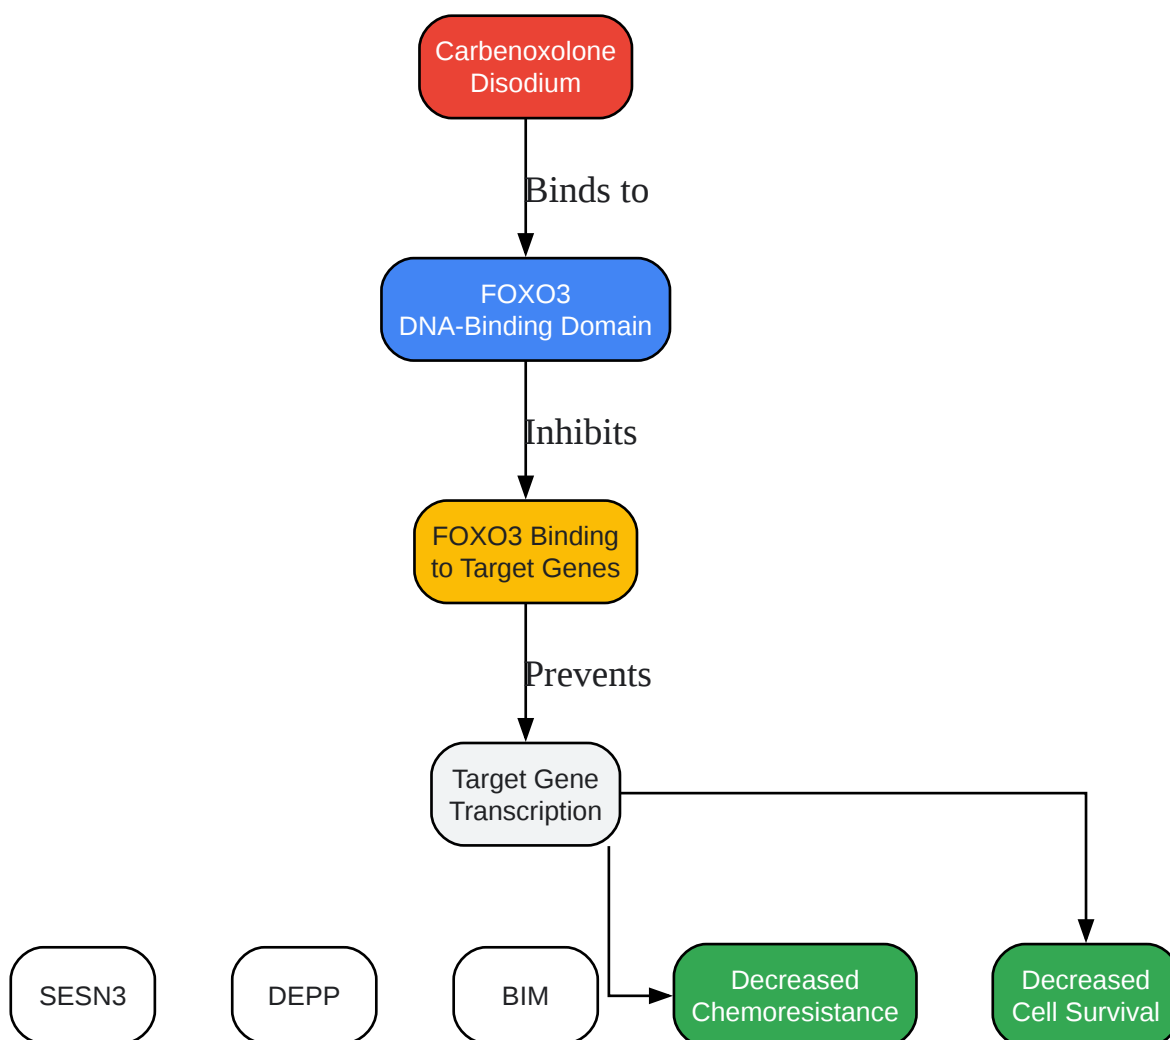 Carbenoxolone
Disodium
Binds to
FOXO3
DNA-Binding Domain
Inhibits
FOXO3 Binding
to Target Genes
Prevents
Target Gene
Transcription
SESN3
DEPP
BIM
Decreased
Chemoresistance
Decreased
Cell Survival